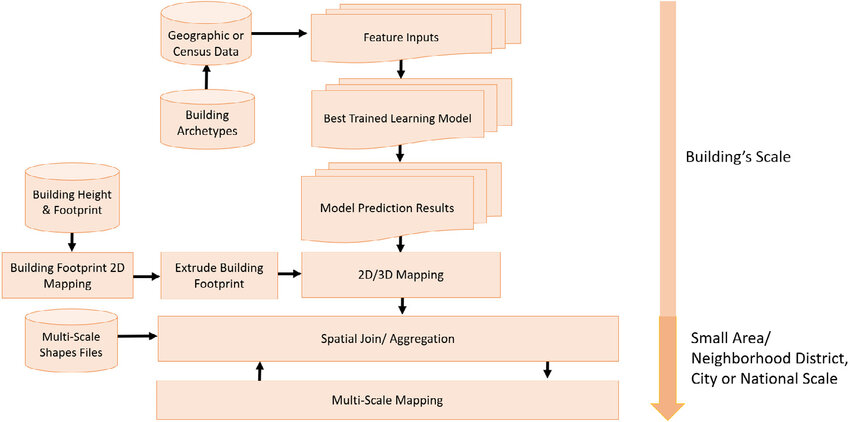 Geographic or
Census Data
Feature Inputs
Building
Archetypes
Best Trained Learning Model
Building's Scale
Building Height
& Footprint
Model Prediction Results
Building Footprint 2D
Mapping
Extrude Building
Footprint
2D/3D Mapping
Multi-Scale
Shapes Files
Spatial Join/ Aggregation
Small Area/
Neighborhood District,
City or National Scale
Multi-Scale Mapping